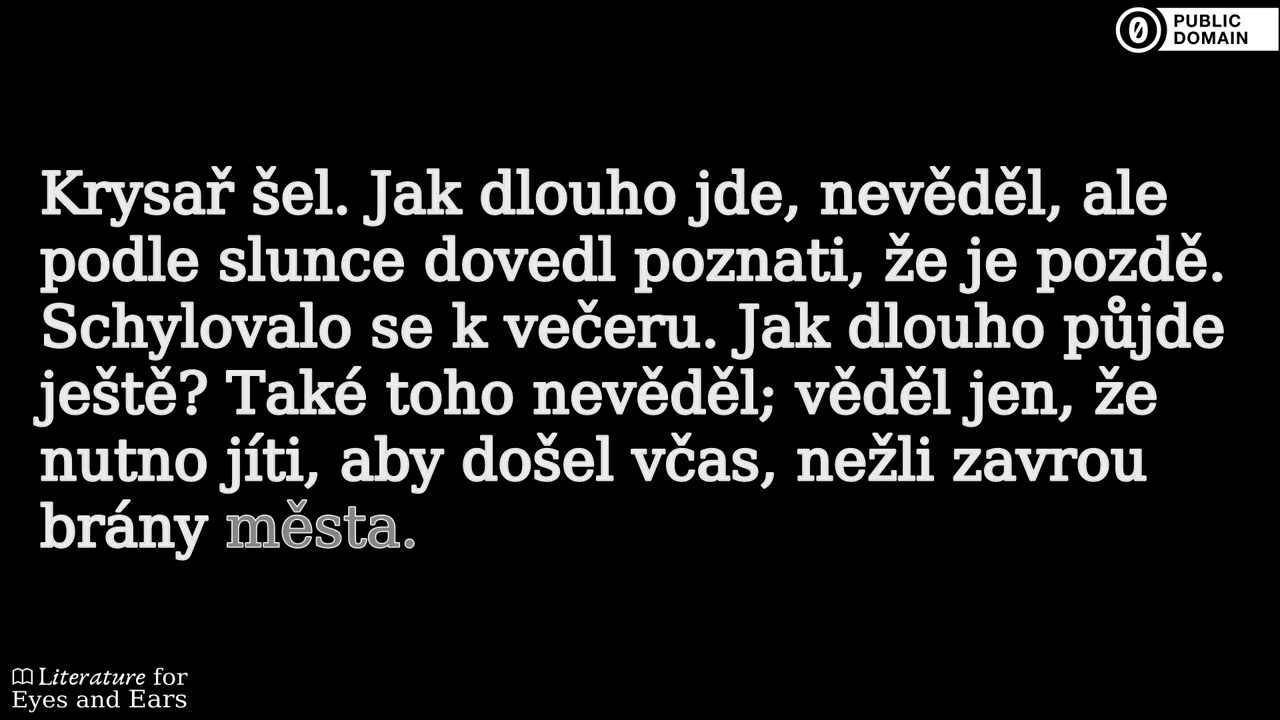 PUBLIC
DOMAIN
Krysař šel. Jak dlouho jde, nevěděl, ale
podle slunce dovedl poznati, že je pozdě.
Schylovalo se k večeru. Jak dlouho půjde
ještě? Také toho nevěděl; věděl jen, že
nutno jíti, aby došel včas, nežli zavrou
brány města.
Literature for
Eyes and Ears